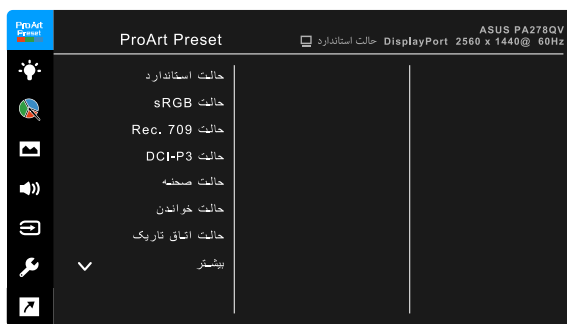 ProArt
Preset
ProArt Preset
ASUS PA278QV
حالت استاندارد DisplayPort 2560 x 1440@ 60Hz
حالت استاندارد
حالت sRGB
حالت Rec. 709
حالت DCI-P3
حالت صحنه
حالت خواندن
حالت اتاق تاریک
بیشتر